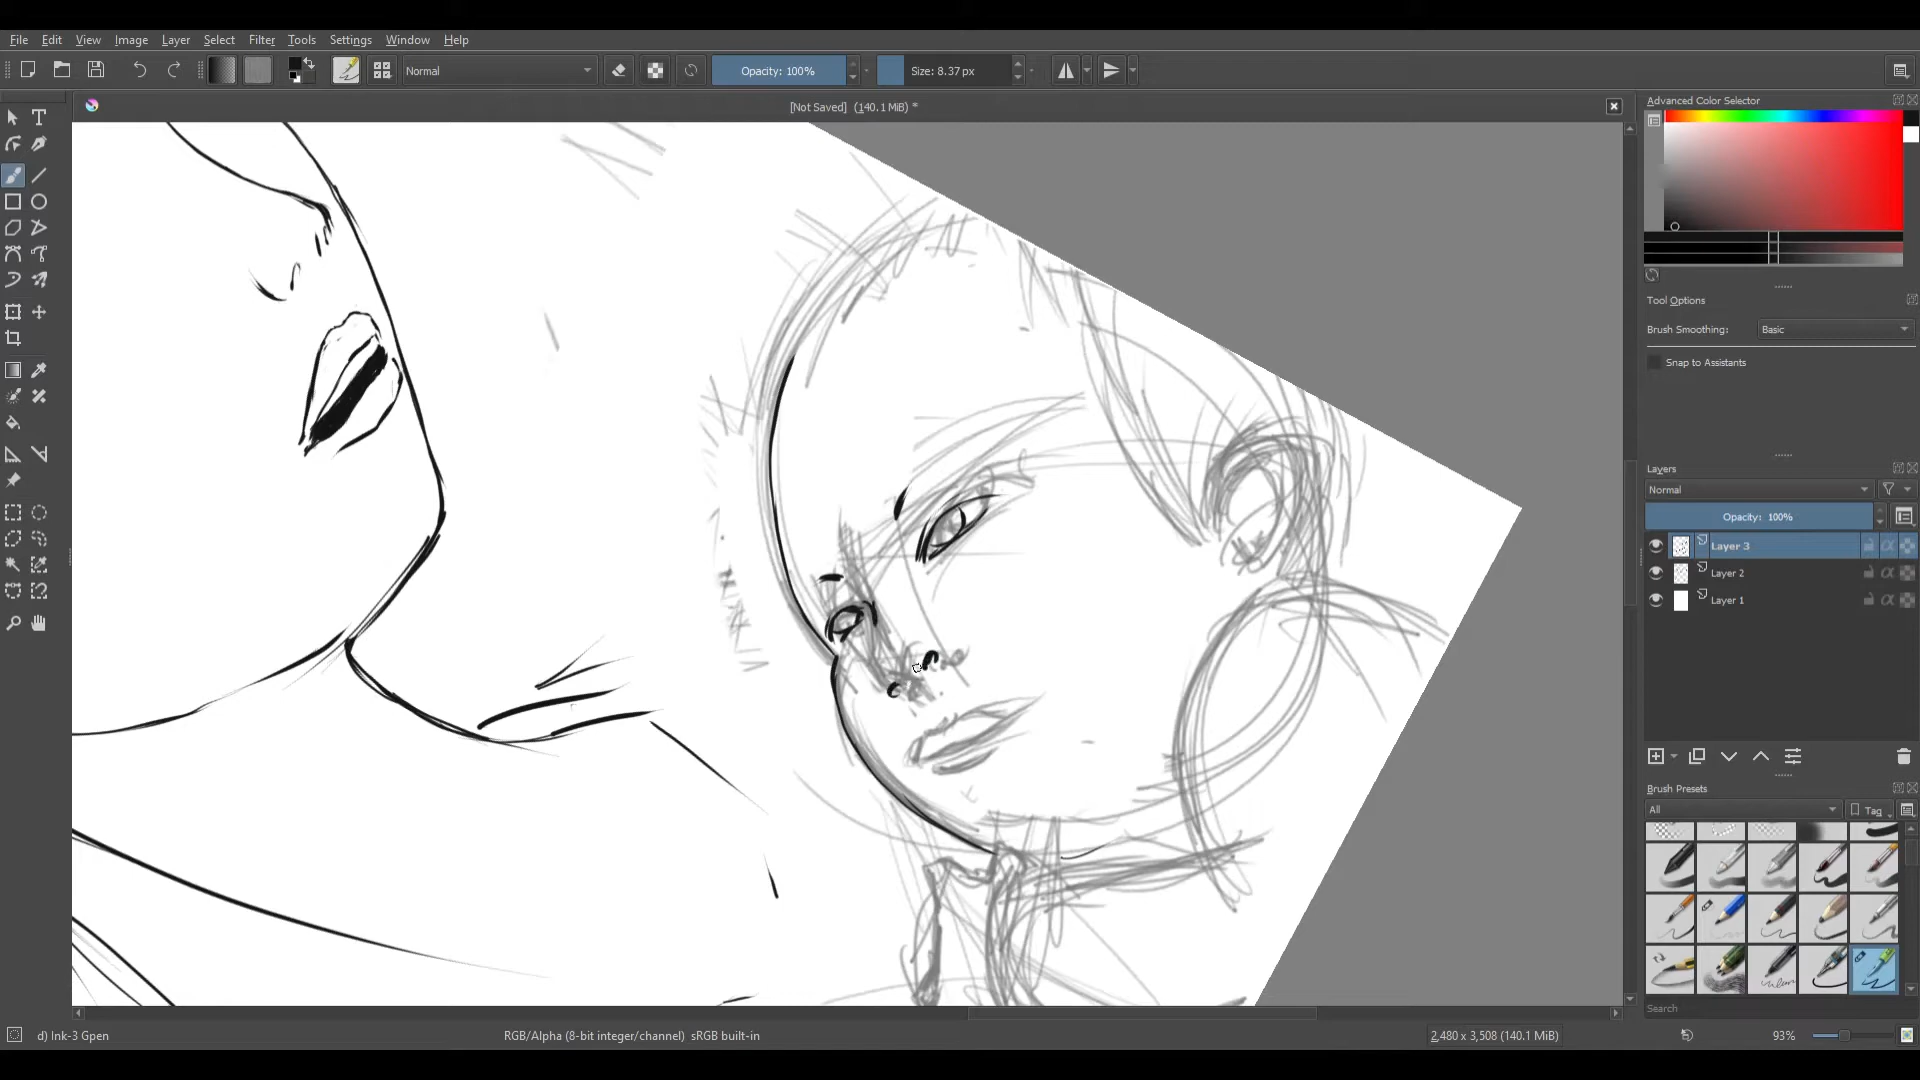 File Edit View Image Layer Select Filter Tools Settings Window Help
Normal Opacity: 100% Size: 8.37 px
[Not Saved] (140.1 MiB) *
Advanced Color Selector
Tool Options
Brush Smoothing: Basic
Snap to Assistants
Layers
Normal
Opacity: 100%
Layer 3
Layer 2
Layer 1
Brush Presets
All Tag
Search
d) Ink-3 Gpen RGB/Alpha (8-bit integer/channel) sRGB built-in 2,480 x 3,508 (140.1 MiB) 93%